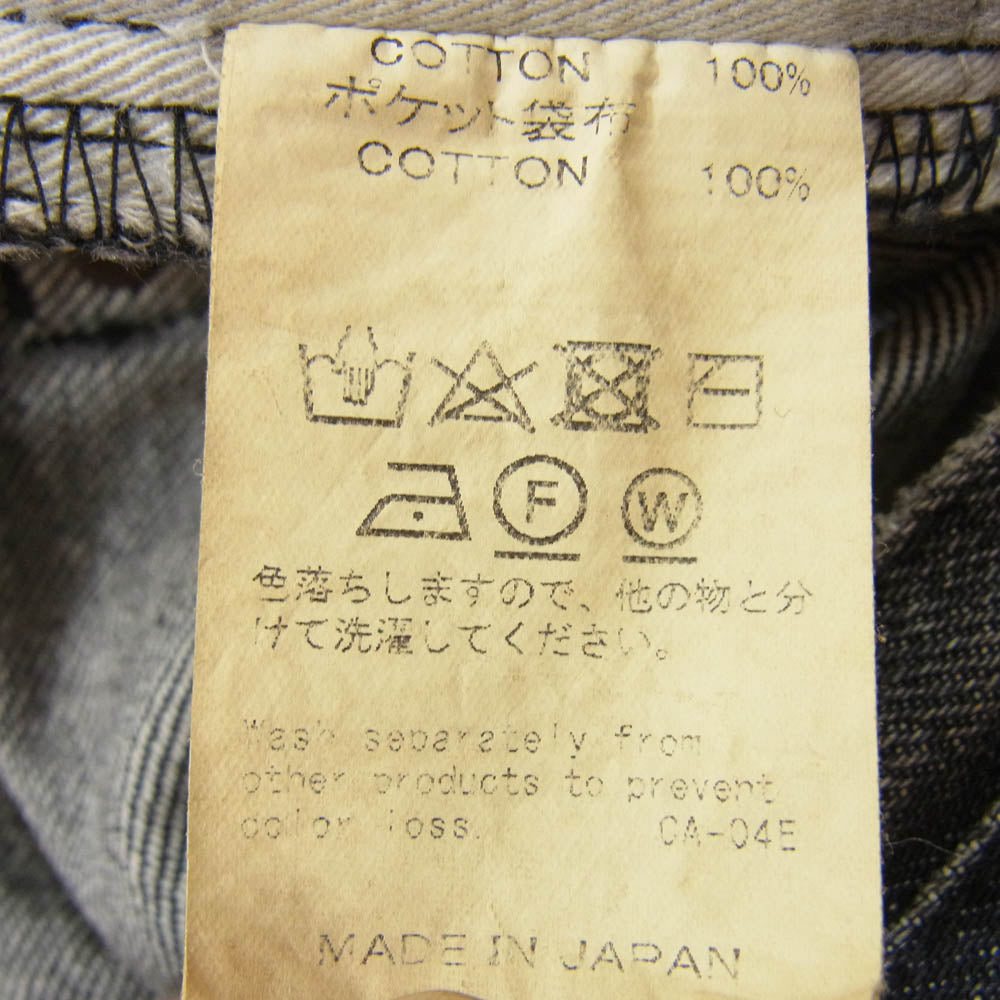 COTTON 100%
ポケット袋布
COTTON 100%
F W
色落ちしますので、他の物と分
けて洗濯してください。
Wash separately from
other products to prevent
color loss. CA-04E
MADE IN JAPAN